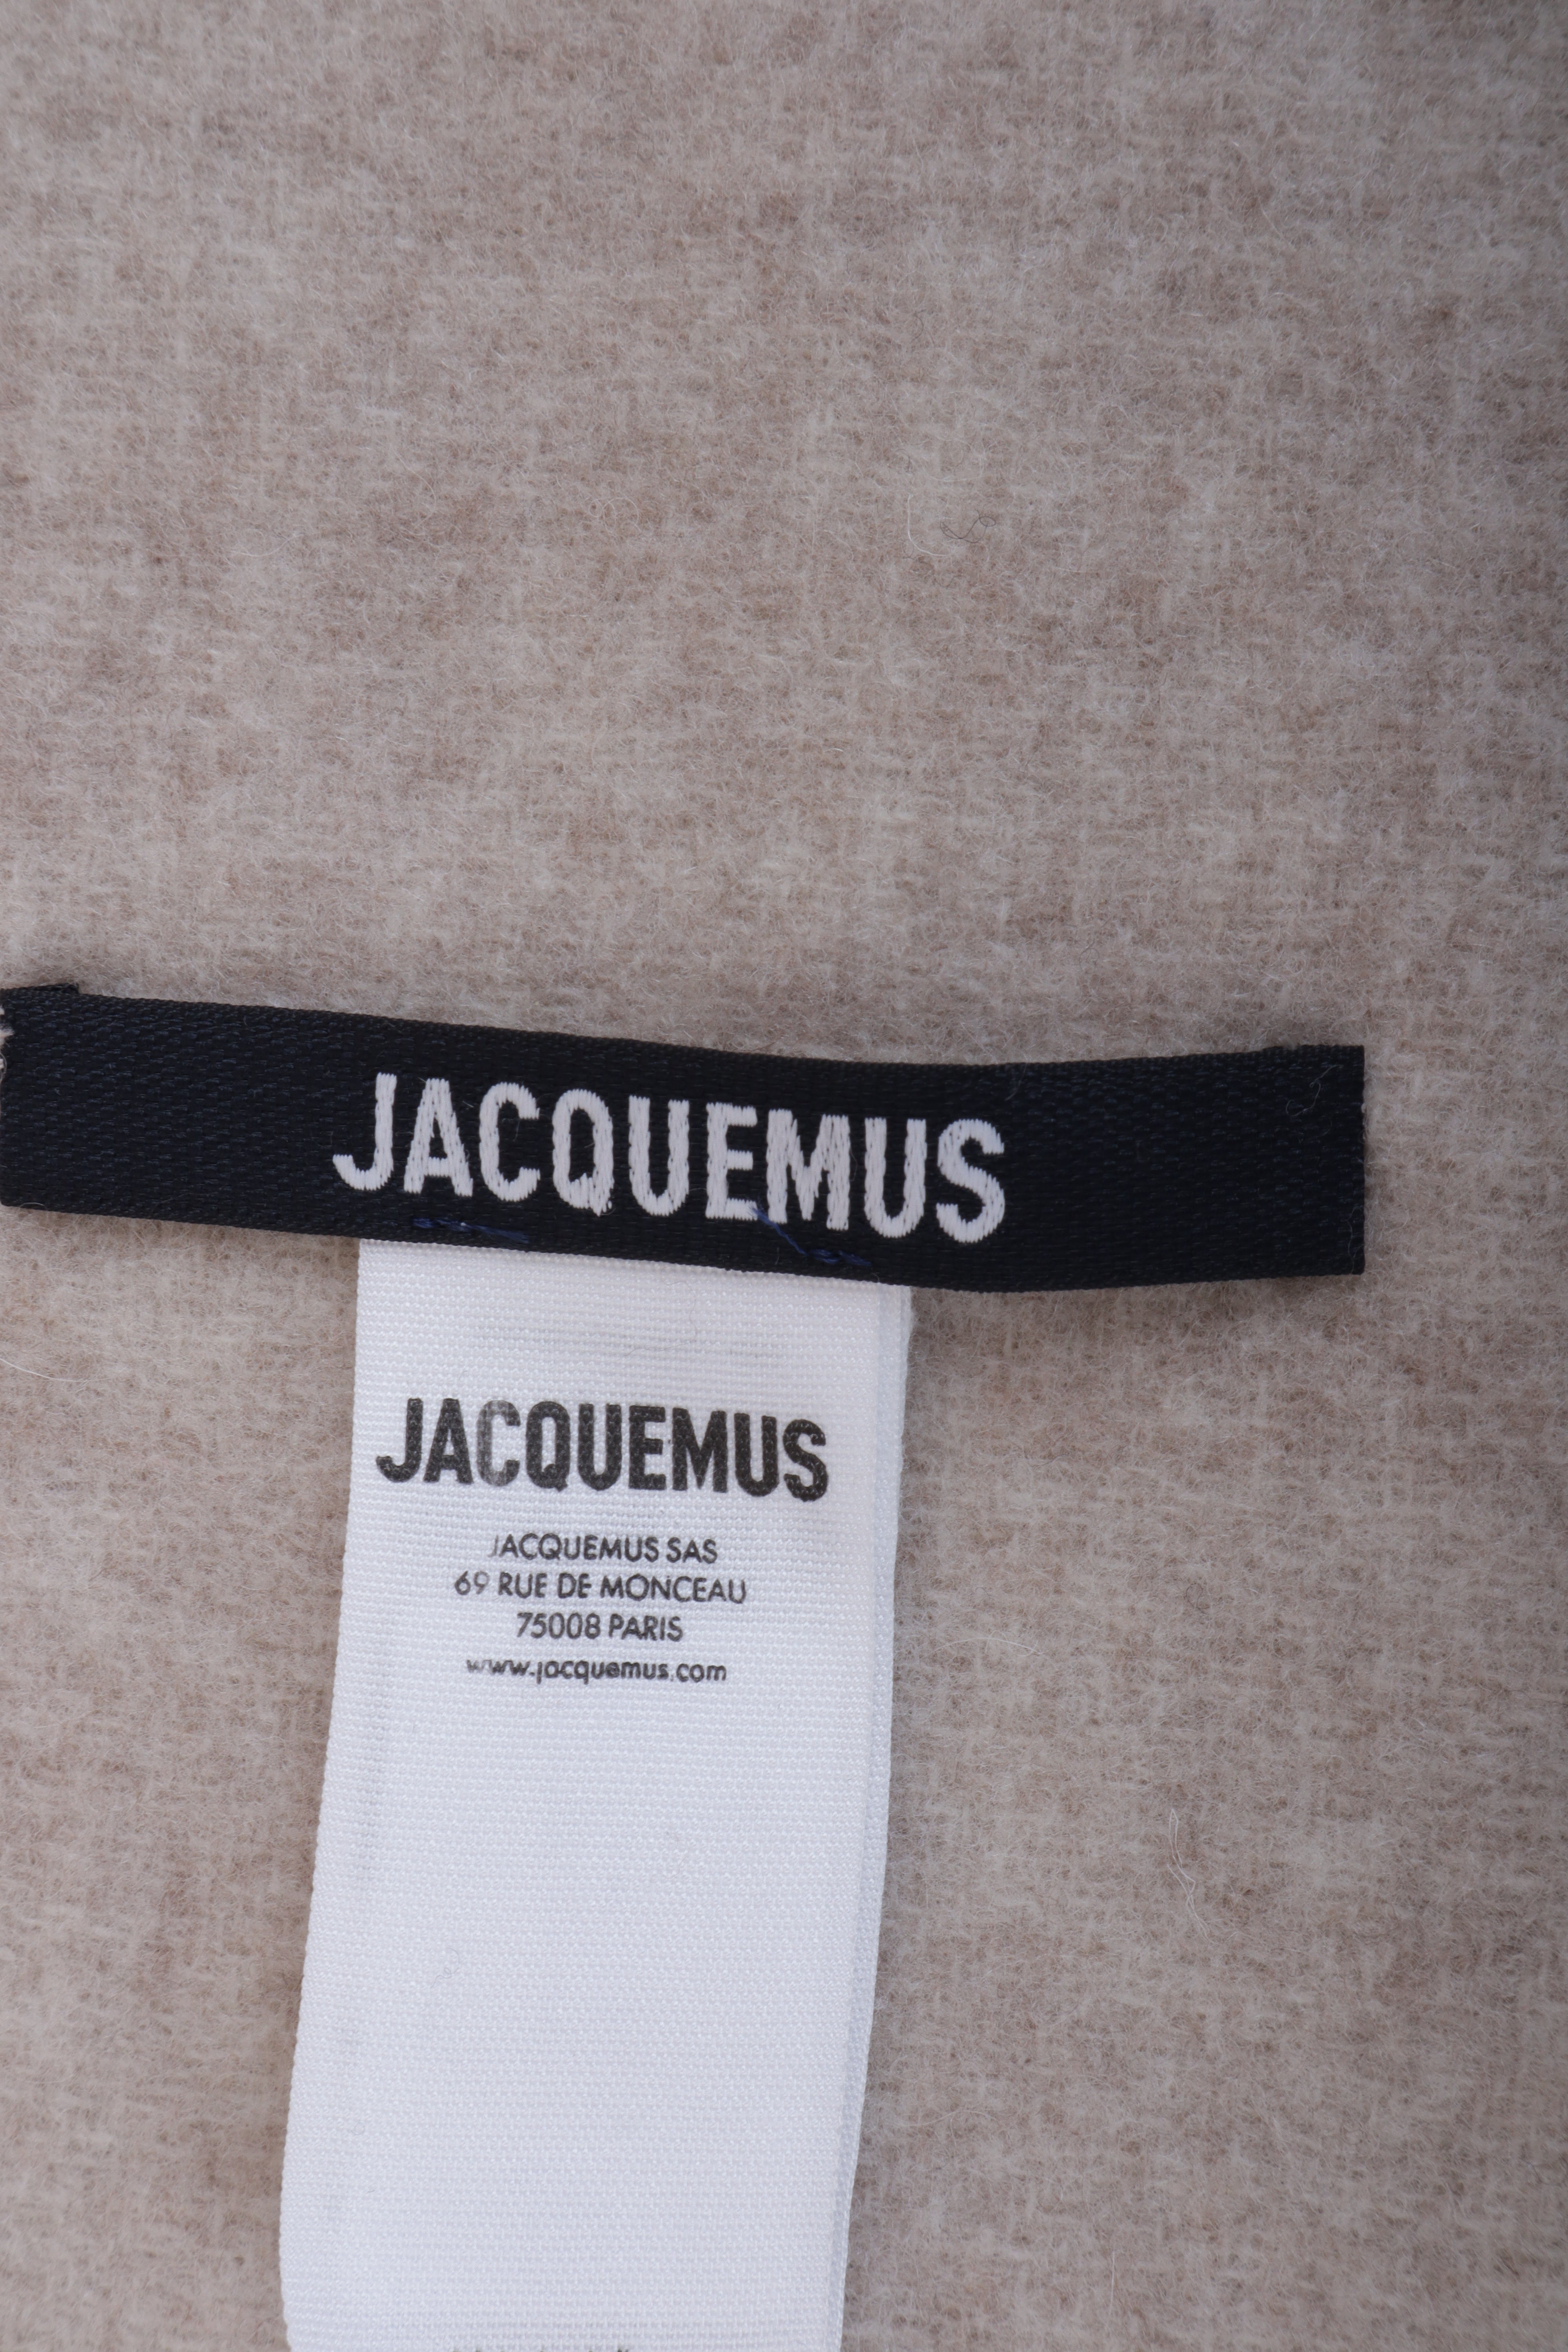 JACQUEMUS
JACQUEMUS
JACQUEMUS SAS
69 RUE DE MONCEAU
75008 PARIS
www.jacquemus.com